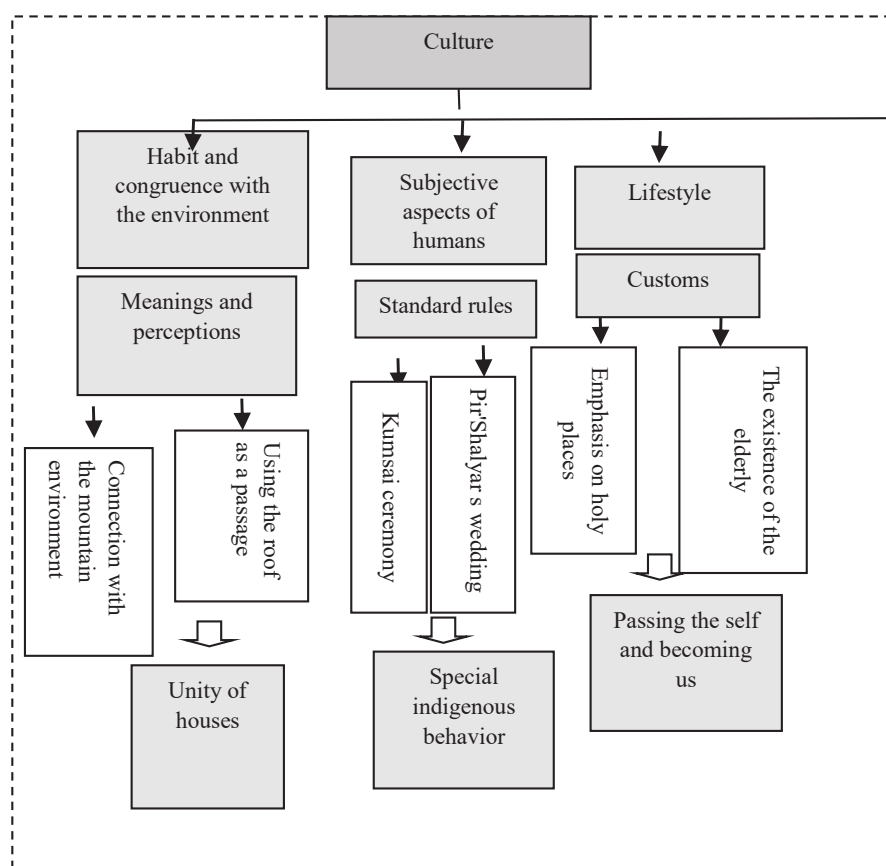 Culture
Habit and
congruence with
the environment
Subjective
aspects of
humans
Lifestyle
Meanings and
perceptions
Standard rules
Customs
Connection with
the mountain
environment
Using the roof
as a passage
Kumsai ceremony
Pir'Shalyar s wedding
Emphasis on holy
places
The existence of the
elderly
Unity of
houses
Special
indigenous
behavior
Passing the self
and becoming
us